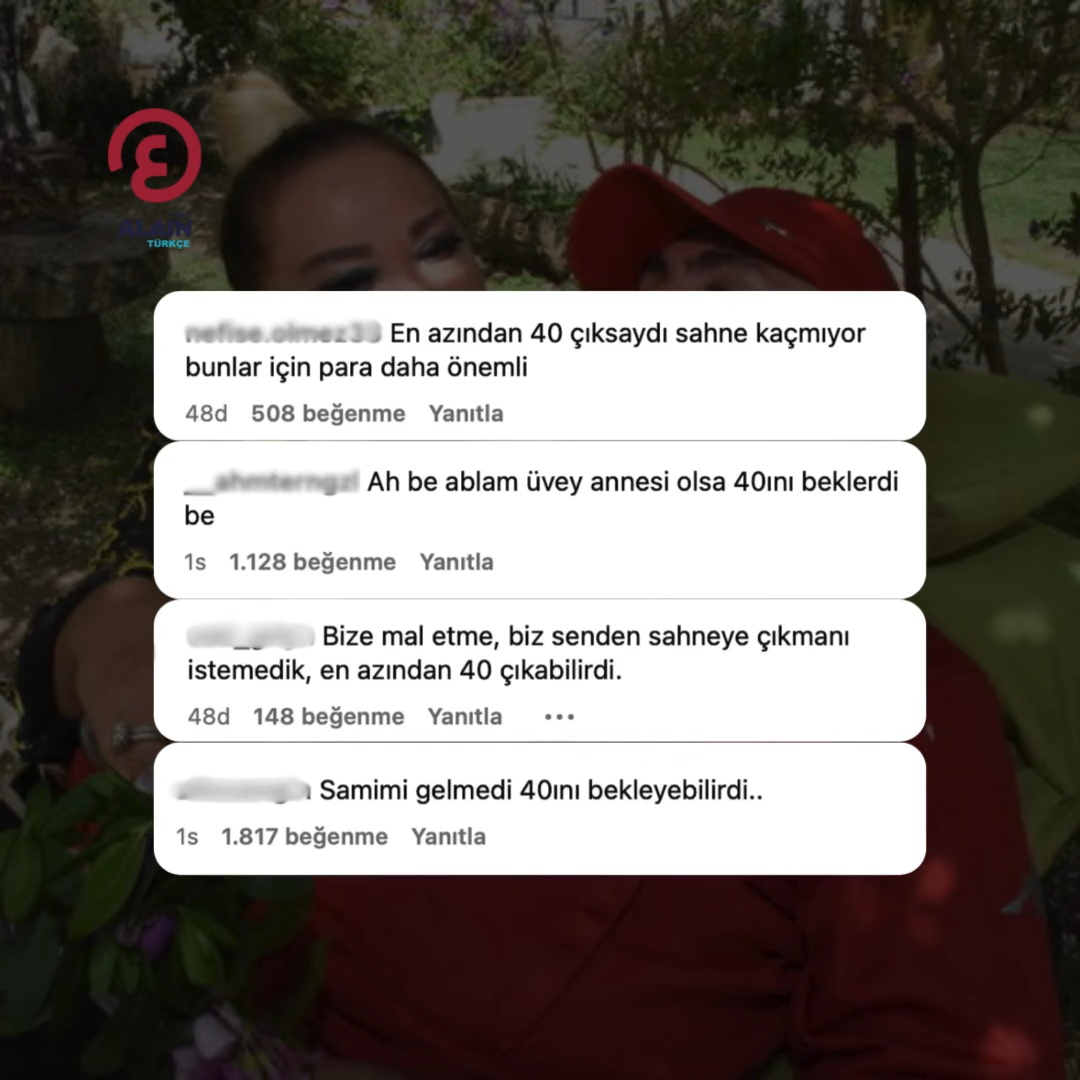 AL AIN
TÜRKÇE
En azından 40 çıksaydı sahne kaçmıyor
bunlar için para daha önemli
48d 508 beğenme Yanıtla
Ah be ablam üvey annesi olsa 40ını beklerdi
be
1s 1.128 beğenme Yanıtla
Bize mal etme, biz senden sahneye çıkmanı
istemedik, en azından 40 çıkabilirdi.
48d 148 beğenme Yanıtla •••
Samimi gelmedi 40ını bekleyebilirdi..
1s 1.817 beğenme Yanıtla